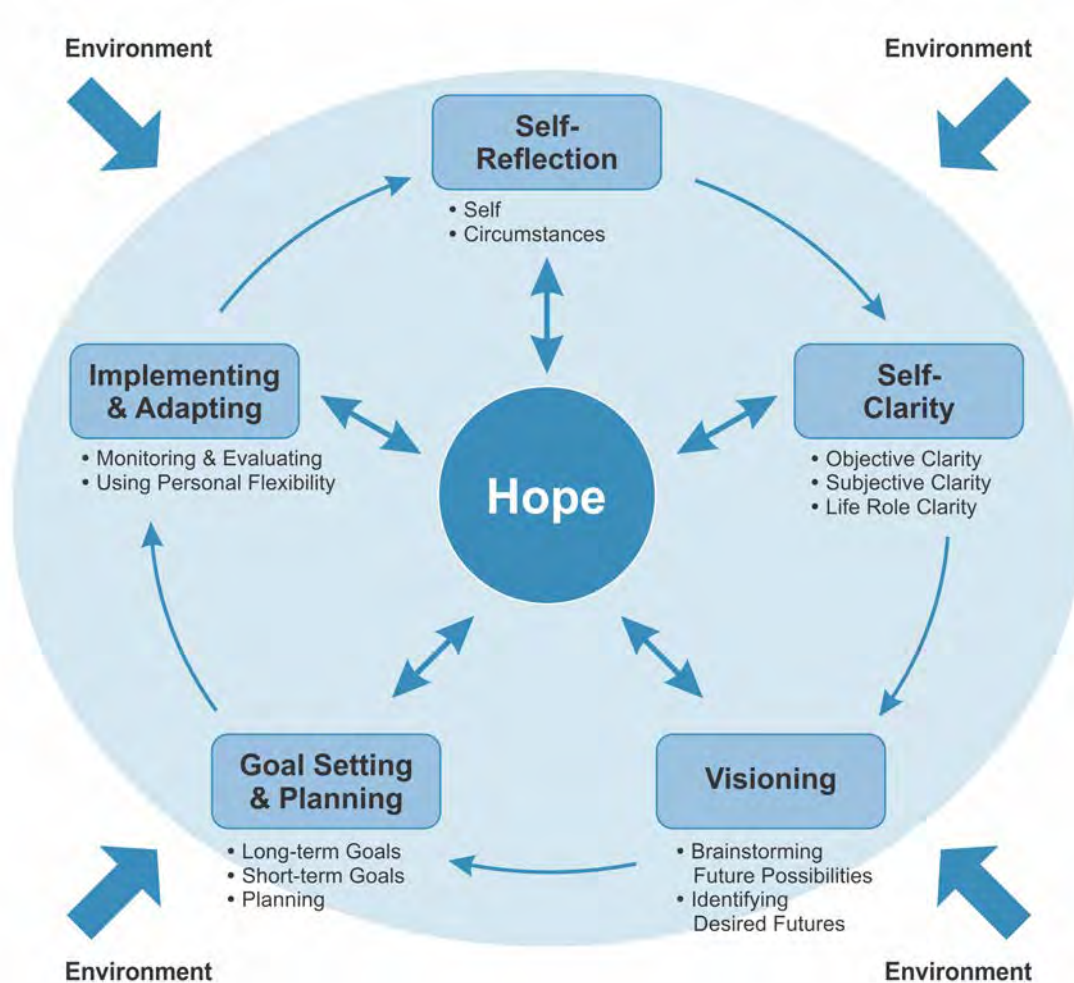 Environment
Environment
Self-
Reflection
• Self
• Circumstances
Implementing
& Adapting
• Monitoring & Evaluating
• Using Personal Flexibility
Self-
Clarity
• Objective Clarity
• Subjective Clarity
• Life Role Clarity
Hope
Goal Setting
& Planning
• Long-term Goals
• Short-term Goals
• Planning
Visioning
• Brainstorming
Future Possibilities
• Identifying
Desired Futures
Environment
Environment